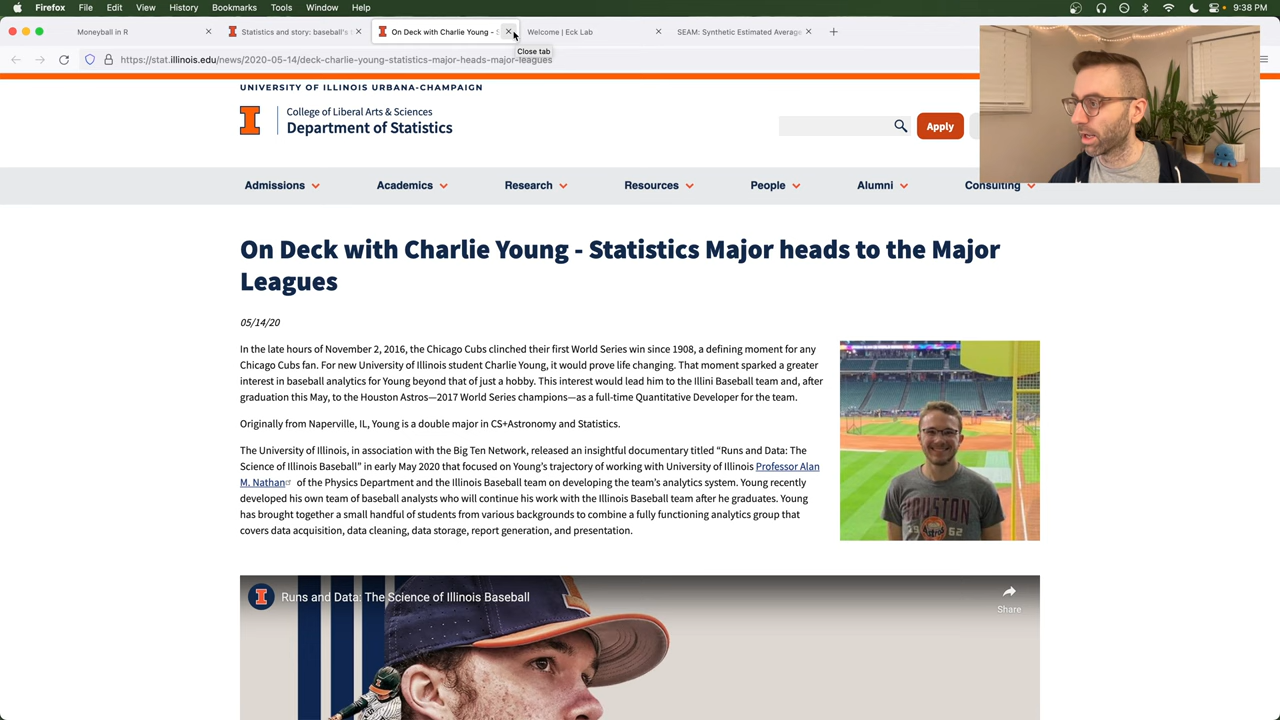 Firefox File Edit View History Bookmarks Tools Window Help
9:38 PM
Moneyball in R
Statistics and story: baseball's
On Deck with Charlie Young -
Welcome | Eck Lab
SEAM: Synthetic Estimated Average
Close tab
https://stat.illinois.edu/news/2020-05-14/deck-charlie-young-statistics-major-heads-major-leagues
UNIVERSITY OF ILLINOIS URBANA-CHAMPAIGN
College of Liberal Arts & Sciences
Department of Statistics
Apply
Admissions Academics Research Resources People Alumni Consulting
On Deck with Charlie Young - Statistics Major heads to the Major
Leagues
05/14/20
In the late hours of November 2, 2016, the Chicago Cubs clinched their first World Series win since 1908, a defining moment for any
Chicago Cubs fan. For new University of Illinois student Charlie Young, it would prove life changing. That moment sparked a greater
interest in baseball analytics for Young beyond that of just a hobby. This interest would lead him to the Illini Baseball team and, after
graduation this May, to the Houston Astros—2017 World Series champions—as a full-time Quantitative Developer for the team.
Originally from Naperville, IL, Young is a double major in CS+Astronomy and Statistics.
The University of Illinois, in association with the Big Ten Network, released an insightful documentary titled “Runs and Data: The
Science of Illinois Baseball” in early May 2020 that focused on Young’s trajectory of working with University of Illinois Professor Alan
M. Nathan of the Physics Department and the Illinois Baseball team on developing the team’s analytics system. Young recently
developed his own team of baseball analysts who will continue his work with the Illinois Baseball team after he graduates. Young
has brought together a small handful of students from various backgrounds to combine a fully functioning analytics group that
covers data acquisition, data cleaning, data storage, report generation, and presentation.
HOUSTON
Runs and Data: The Science of Illinois Baseball
Share